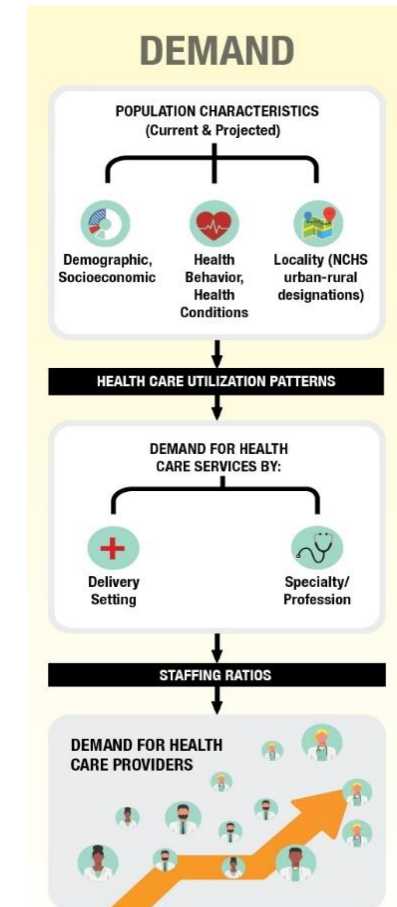 DEMAND
POPULATION CHARACTERISTICS
(Current & Projected)
Demographic,
Socioeconomic
Health
Behavior,
Health
Conditions
Locality (NCHS
urban-rural
designations)
HEALTH CARE UTILIZATION PATTERNS
DEMAND FOR HEALTH
CARE SERVICES BY:
Delivery
Setting
Specialty/
Profession
STAFFING RATIOS
DEMAND FOR HEALTH
CARE PROVIDERS